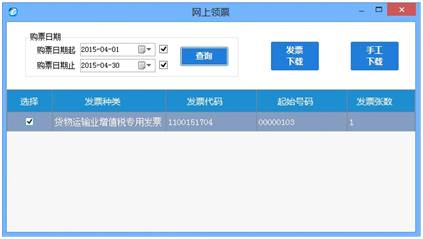 网上领票
购票日期
购票日期起 2015-04-01
购票日期止 2015-04-30
查询
发票
下载
手工
下载
选择 发票种类 发票代码 起始号码 发票张数
货物运输业增值税专用发票 1100151704 00000103 1